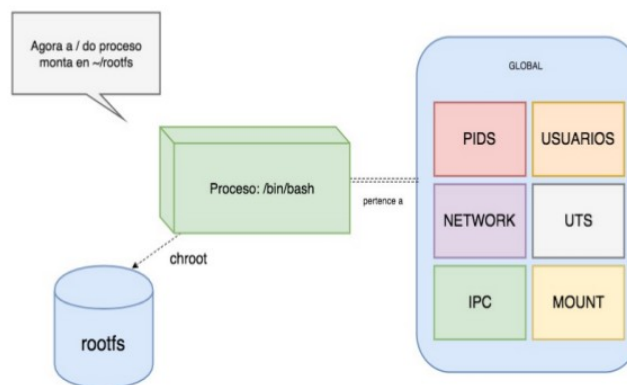 Agora a / do proceso
monta en ~/rootfs
GLOBAL
PIDS
USUARIOS
Proceso: /bin/bash
pertence a
NETWORK
UTS
chroot
IPC
MOUNT
rootfs